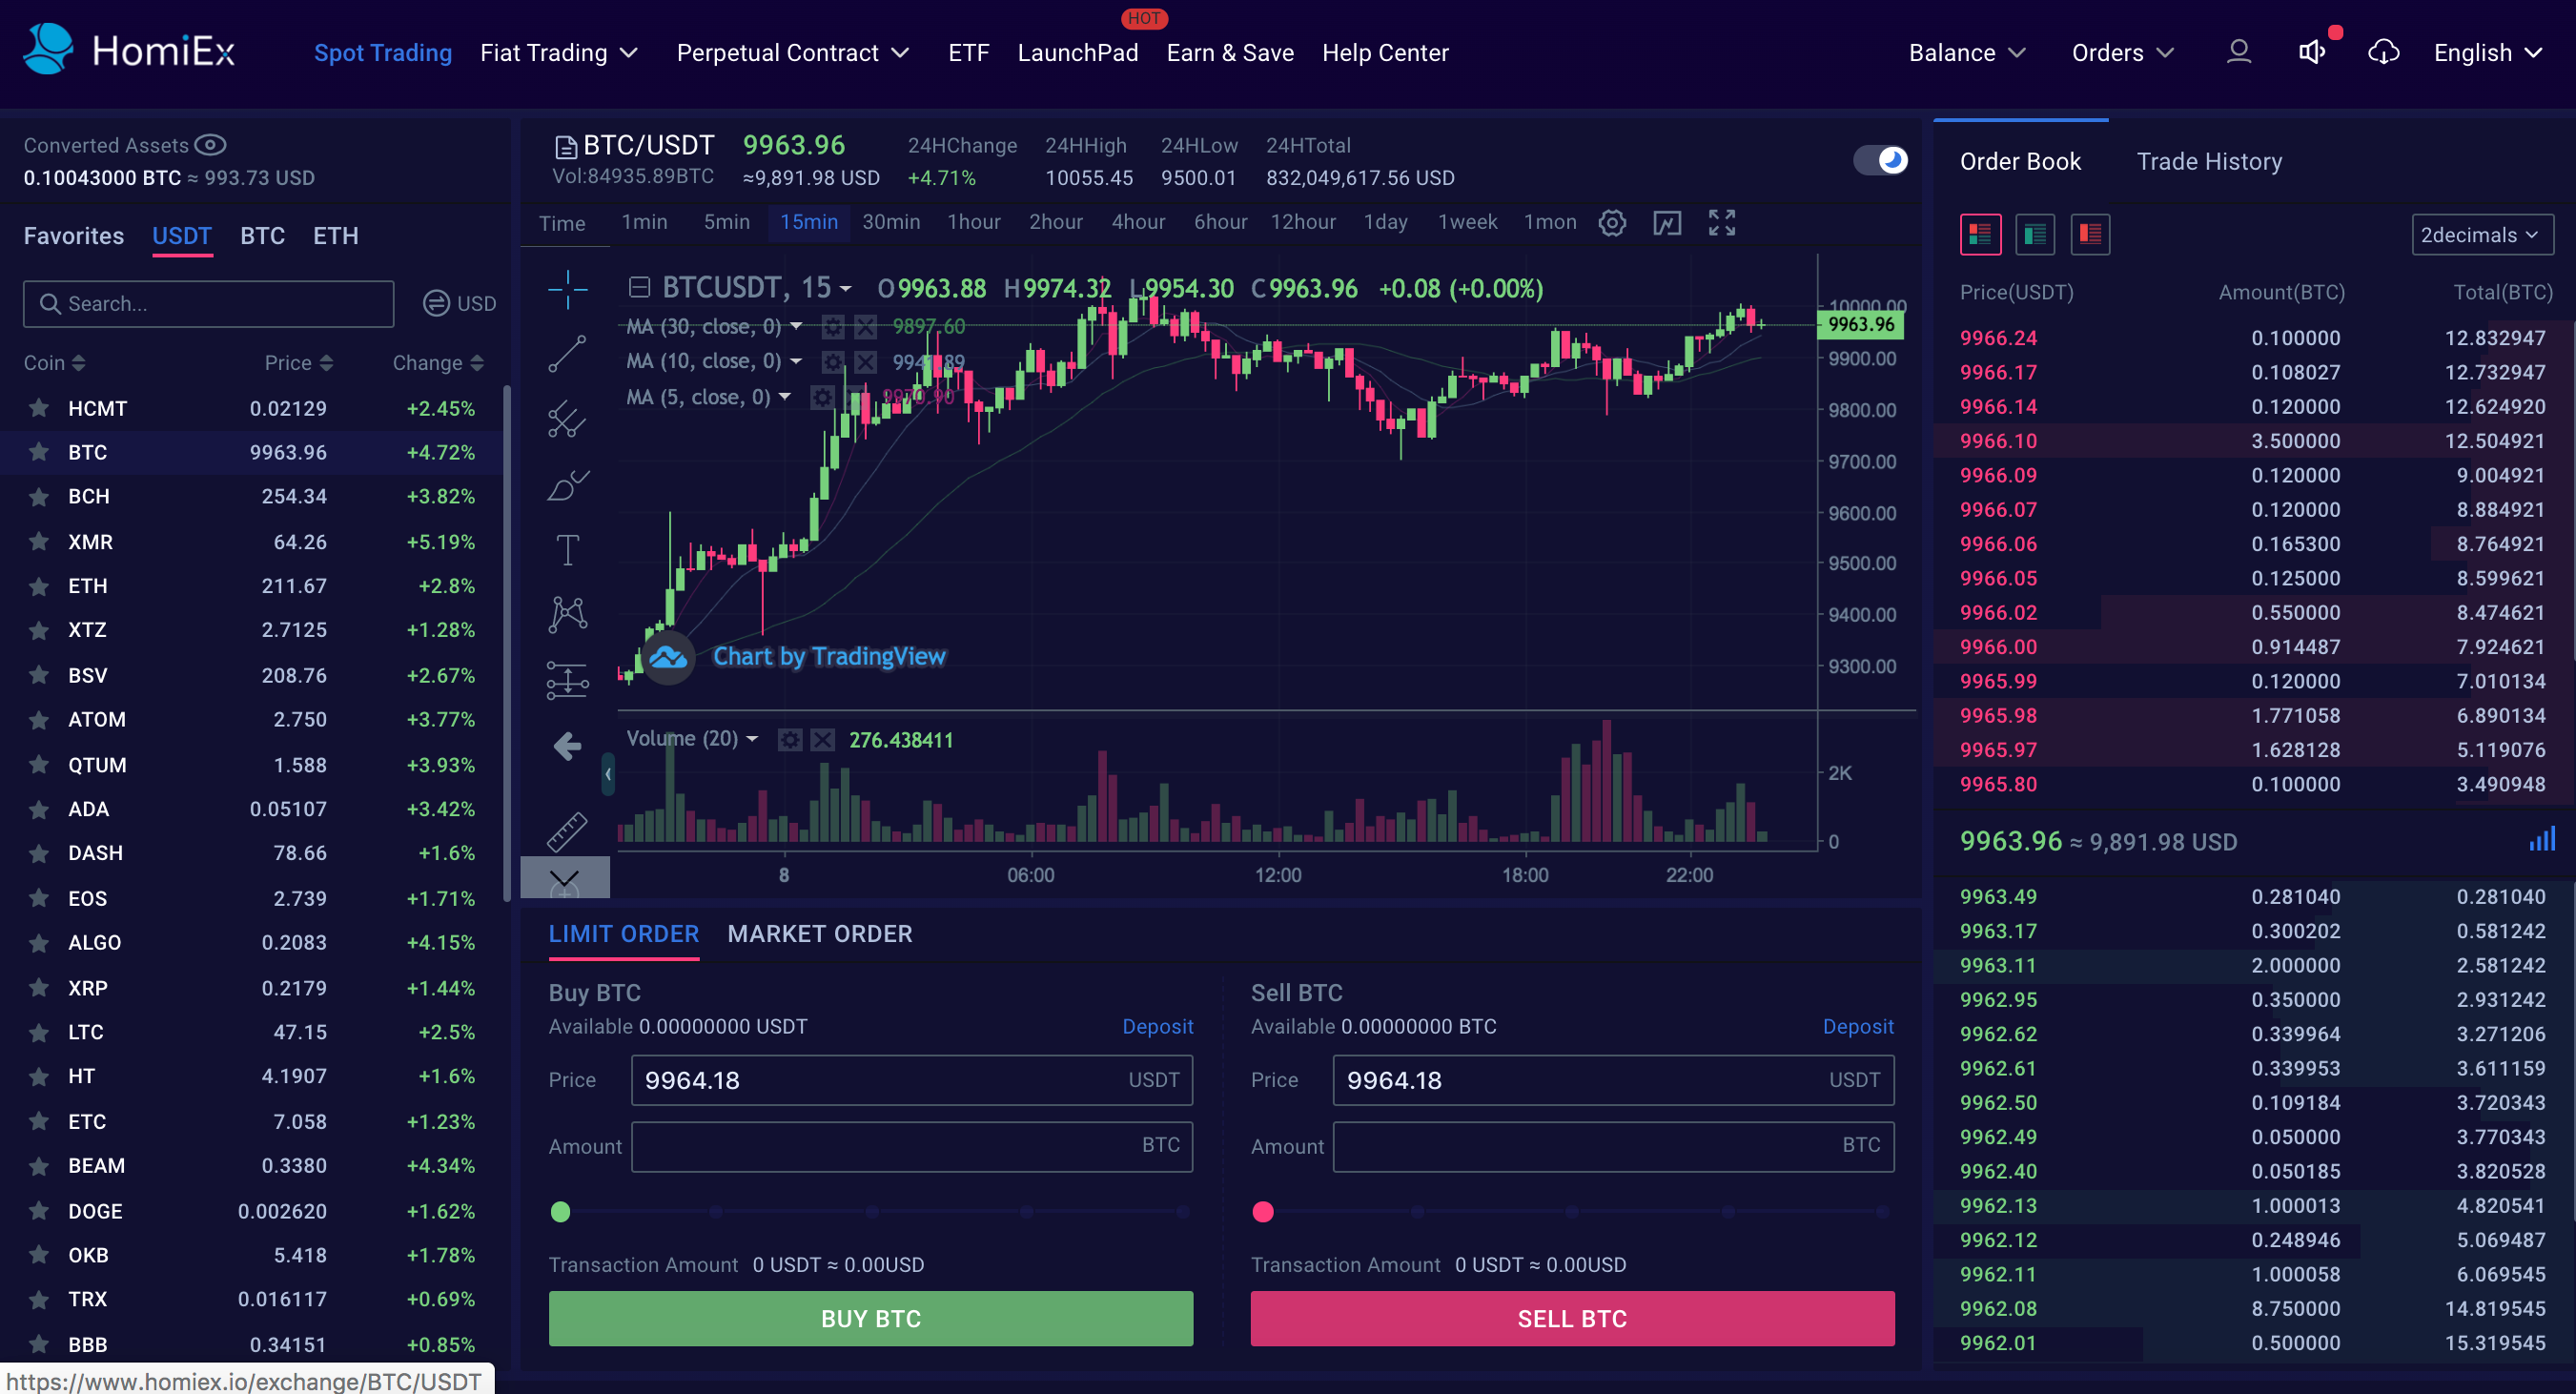 HomiEx
Spot Trading Fiat Trading Perpetual Contract HOT ETF LaunchPad Earn & Save Help Center
Balance Orders English
Converted Assets
0.10043000 BTC ≈ 993.73 USD
Favorites USDT BTC ETH
Search... USD
Coin Price Change
HCMT 0.02129 +2.45%
BTC 9963.96 +4.72%
BCH 254.34 +3.82%
XMR 64.26 +5.19%
ETH 211.67 +2.8%
XTZ 2.7125 +1.28%
BSV 208.76 +2.67%
ATOM 2.750 +3.77%
QTUM 1.588 +3.93%
ADA 0.05107 +3.42%
DASH 78.66 +1.6%
EOS 2.739 +1.71%
ALGO 0.2083 +4.15%
XRP 0.2179 +1.44%
LTC 47.15 +2.5%
HT 4.1907 +1.6%
ETC 7.058 +1.23%
BEAM 0.3380 +4.34%
DOGE 0.002620 +1.62%
OKB 5.418 +1.78%
TRX 0.016117 +0.69%
BBB 0.34151 +0.85%
https://www.homiex.io/exchange/BTC/USDT
BTC/USDT 9963.96 24HChange 24HHigh 24HLow 24HTotal
Vol:84935.89BTC ≈9,891.98 USD +4.71% 10055.45 9500.01 832,049,617.56 USD
Time 1min 5min 15min 30min 1hour 2hour 4hour 6hour 12hour 1day 1week 1mon
BTCUSDT, 15 O9963.88 H9974.32 L9954.30 C9963.96 +0.08 (+0.00%)
MA (30, close, 0) 9897.60
MA (10, close, 0) 9941.89
MA (5, close, 0) 9970.90
10000.00
9963.96
9900.00
9800.00
9700.00
9600.00
9500.00
9400.00
9300.00
Chart by TradingView
Volume (20) 276.438411
2K
0
8 06:00 12:00 18:00 22:00
LIMIT ORDER MARKET ORDER
Buy BTC
Available 0.00000000 USDT Deposit
Price 9964.18 USDT
Amount BTC
Transaction Amount 0 USDT ≈ 0.00USD
BUY BTC
Sell BTC
Available 0.00000000 BTC Deposit
Price 9964.18 USDT
Amount BTC
Transaction Amount 0 USDT ≈ 0.00USD
SELL BTC
Order Book Trade History
2decimals
Price(USDT) Amount(BTC) Total(BTC)
9966.24 0.100000 12.832947
9966.17 0.108027 12.732947
9966.14 0.120000 12.624920
9966.10 3.500000 12.504921
9966.09 0.120000 9.004921
9966.07 0.120000 8.884921
9966.06 0.165300 8.764921
9966.05 0.125000 8.599621
9966.02 0.550000 8.474621
9966.00 0.914487 7.924621
9965.99 0.120000 7.010134
9965.98 1.771058 6.890134
9965.97 1.628128 5.119076
9965.80 0.100000 3.490948
9963.96 ≈ 9,891.98 USD
9963.49 0.281040 0.281040
9963.17 0.300202 0.581242
9963.11 2.000000 2.581242
9962.95 0.350000 2.931242
9962.62 0.339964 3.271206
9962.61 0.339953 3.611159
9962.50 0.109184 3.720343
9962.49 0.050000 3.770343
9962.40 0.050185 3.820528
9962.13 1.000013 4.820541
9962.12 0.248946 5.069487
9962.11 1.000058 6.069545
9962.08 8.750000 14.819545
9962.01 0.500000 15.319545